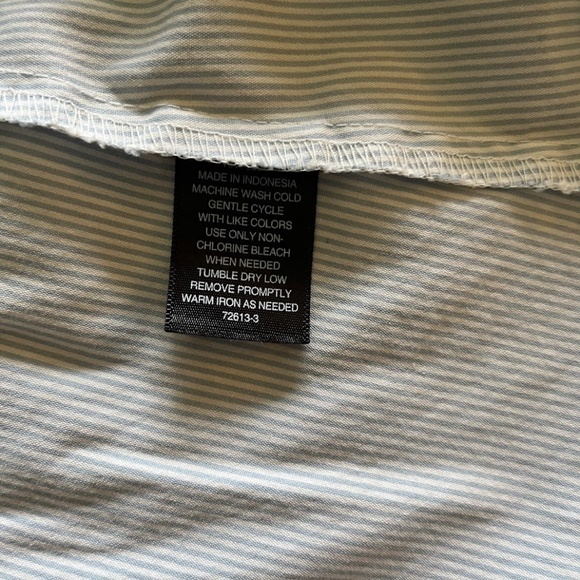 MADE IN INDONESIA
MACHINE WASH COLD
GENTLE CYCLE
WITH LIKE COLORS
USE ONLY NON-
CHLORINE BLEACH
WHEN NEEDED
TUMBLE DRY LOW
REMOVE PROMPTLY
WARM IRON AS NEEDED
72613-3